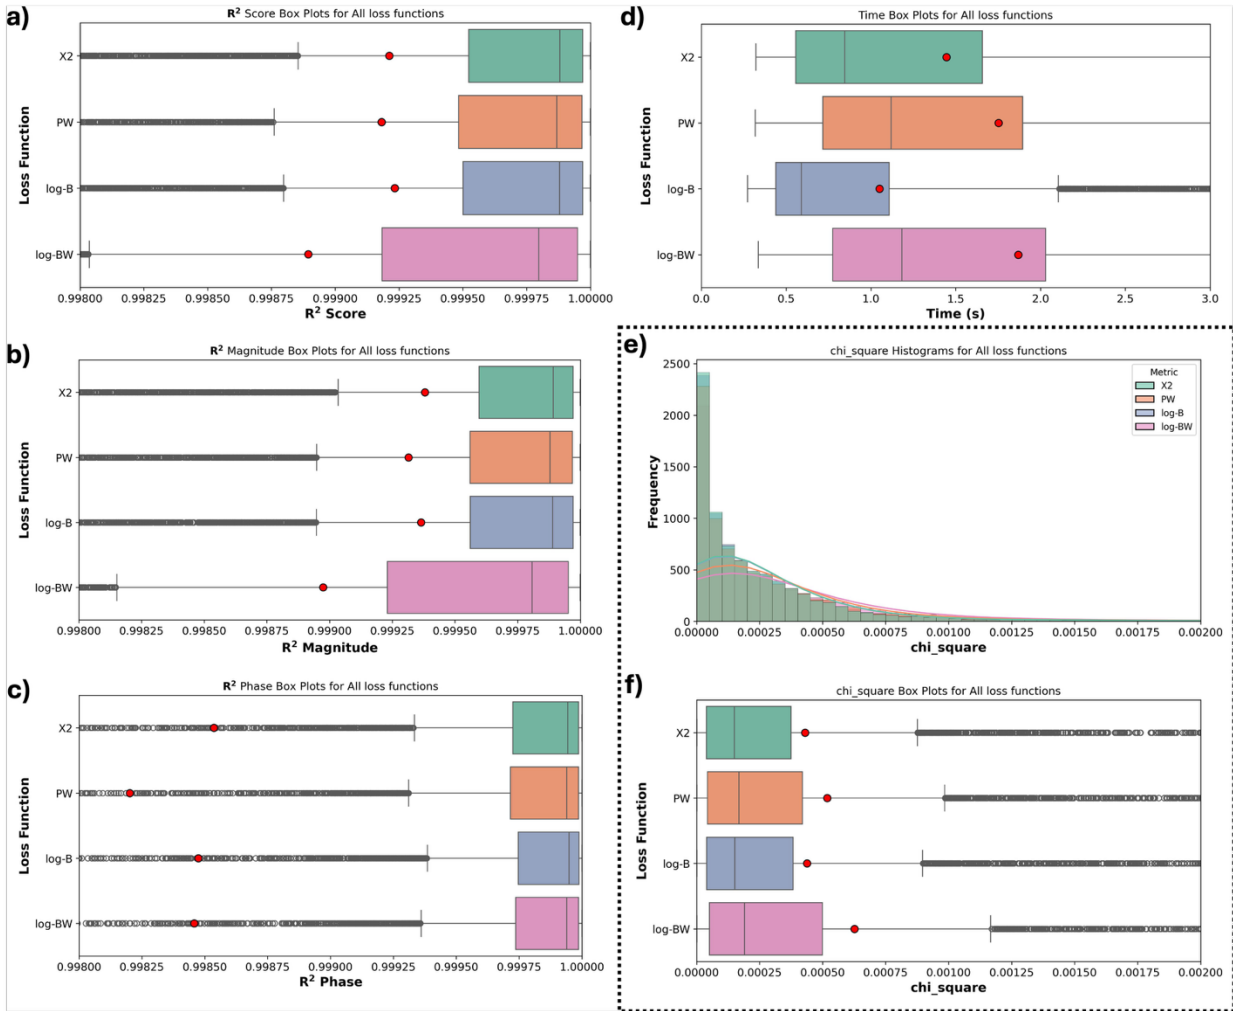 a)
R² Score Box Plots for All loss functions
Loss Function
X2
PW
log-B
log-BW
0.99800 0.99825 0.99850 0.99875 0.99900 0.99925 0.99950 0.99975 1.00000
R² Score
b)
R² Magnitude Box Plots for All loss functions
Loss Function
X2
PW
log-B
log-BW
0.99800 0.99825 0.99850 0.99875 0.99900 0.99925 0.99950 0.99975 1.00000
R² Magnitude
c)
R² Phase Box Plots for All loss functions
Loss Function
X2
PW
log-B
log-BW
0.99800 0.99825 0.99850 0.99875 0.99900 0.99925 0.99950 0.99975 1.00000
R² Phase
d)
Time Box Plots for All loss functions
Loss Function
X2
PW
log-B
log-BW
0.0 0.5 1.0 1.5 2.0 2.5 3.0
Time (s)
e)
chi_square Histograms for All loss functions
Frequency
2500
2000
1500
1000
500
0
Metric
X2
PW
log-B
log-BW
0.00000 0.00025 0.00050 0.00075 0.00100 0.00125 0.00150 0.00175 0.00200
chi_square
f)
chi_square Box Plots for All loss functions
Loss Function
X2
PW
log-B
log-BW
0.00000 0.00025 0.00050 0.00075 0.00100 0.00125 0.00150 0.00175 0.00200
chi_square